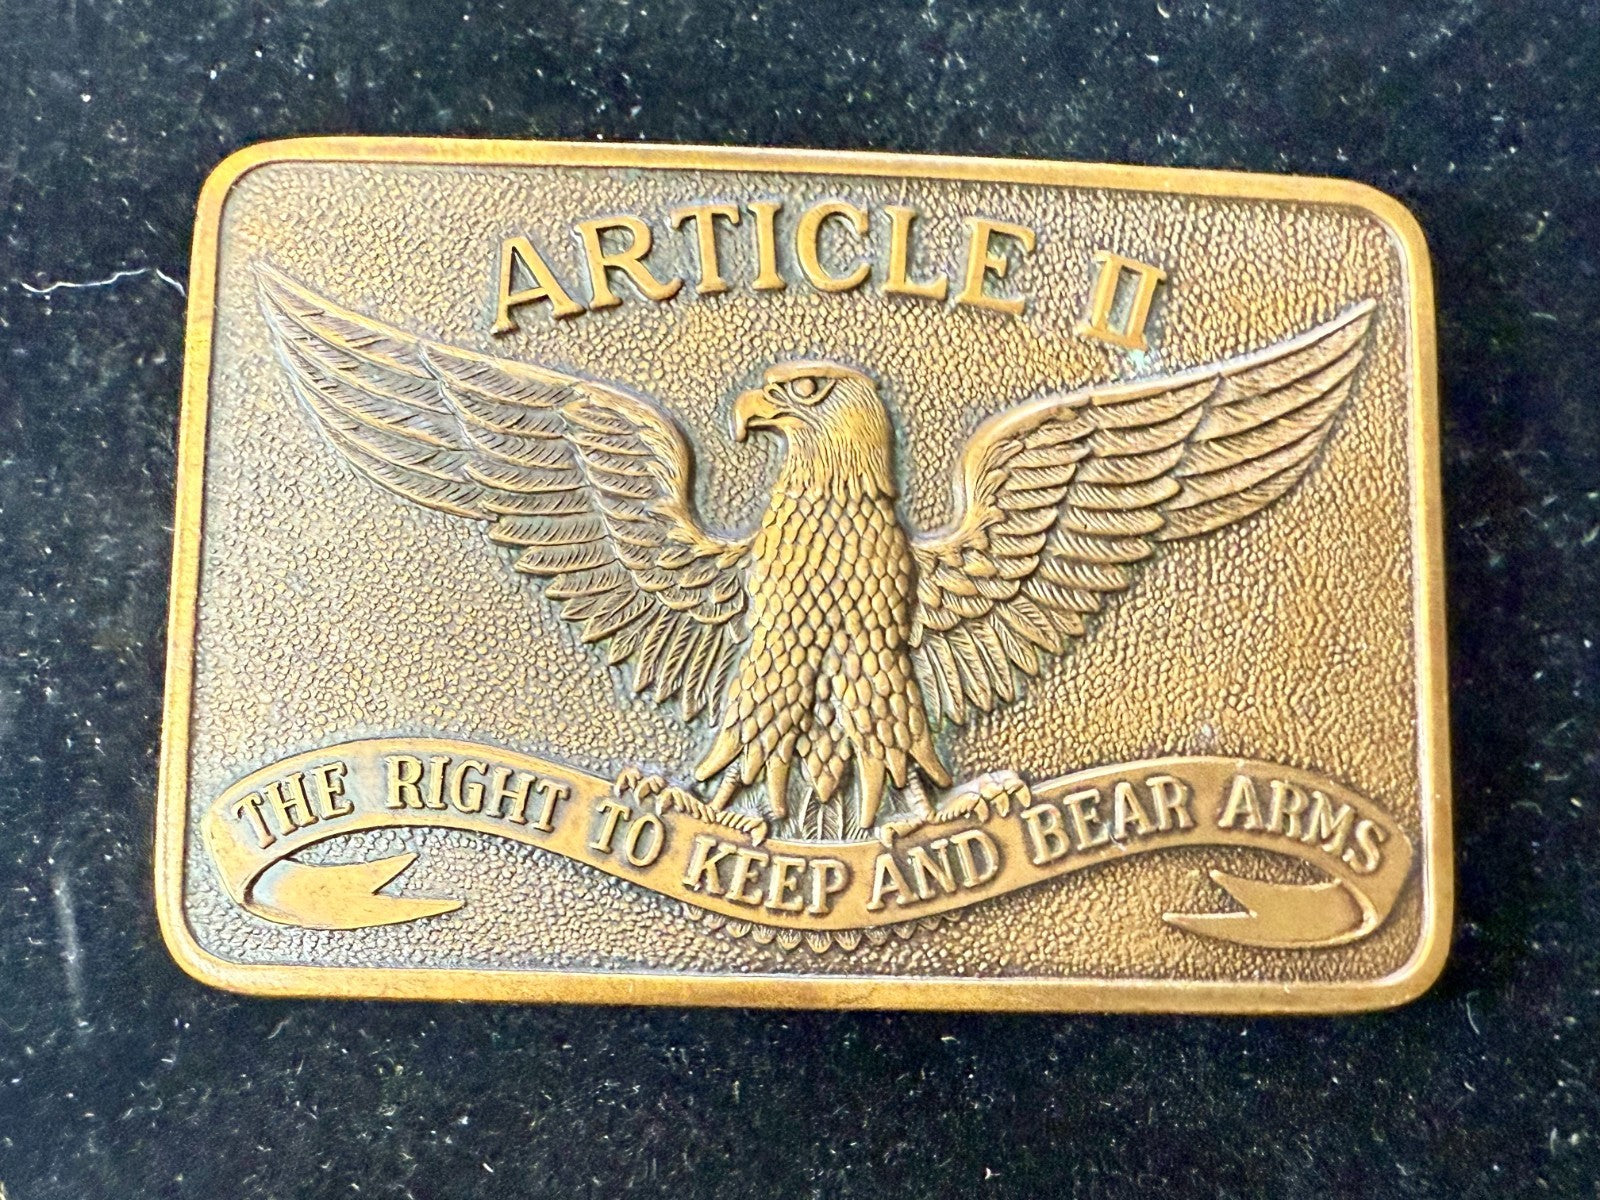 ARTICLE II
THE RIGHT TO KEEP AND BEAR ARMS